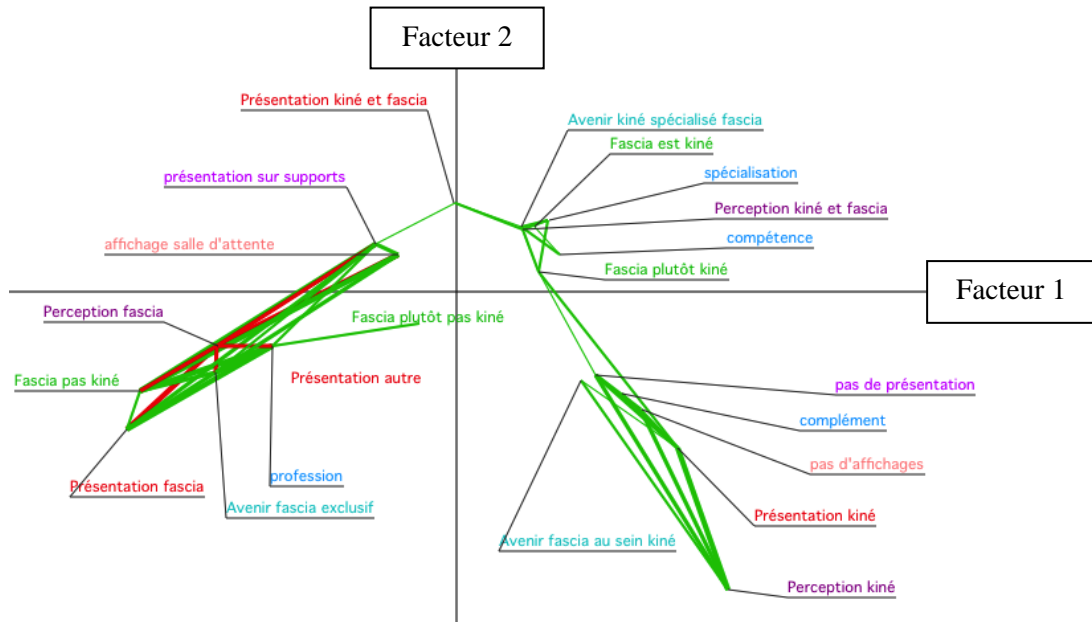 Facteur 2
Présentation kiné et fascia
Avenir kiné spécialisé fascia
Fascia est kiné
présentation sur supports
spécialisation
Perception kiné et fascia
affichage salle d'attente
compétence
Fascia plutôt kiné
Facteur 1
Perception fascia
Fascia plutôt pas kiné
Fascia pas kiné
Présentation autre
pas de présentation
complément
pas d'affichages
profession
Présentation fascia
Avenir fascia exclusif
Présentation kiné
Avenir fascia au sein kiné
Perception kiné